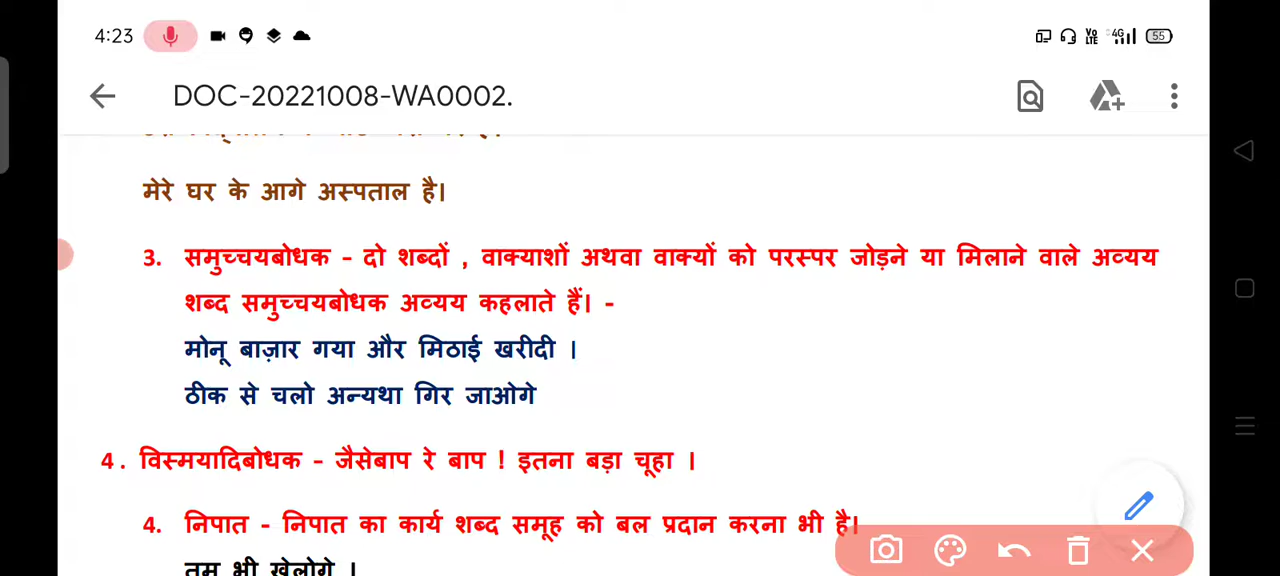 4:23
4G
55
DOC-20221008-WA0002.
मेरे घर के आगे अस्पताल है।
3. समुच्चयबोधक - दो शब्दों , वाक्याशों अथवा वाक्यों को परस्पर जोड़ने या मिलाने वाले अव्यय
शब्द समुच्चयबोधक अव्यय कहलाते हैं। -
मोनू बाज़ार गया और मिठाई खरीदी ।
ठीक से चलो अन्यथा गिर जाओगे
4 . विस्मयादिबोधक - जैसेबाप रे बाप ! इतना बड़ा चूहा ।
4. निपात - निपात का कार्य शब्द समूह को बल प्रदान करना भी है।
तुम भी खेलोगे ।